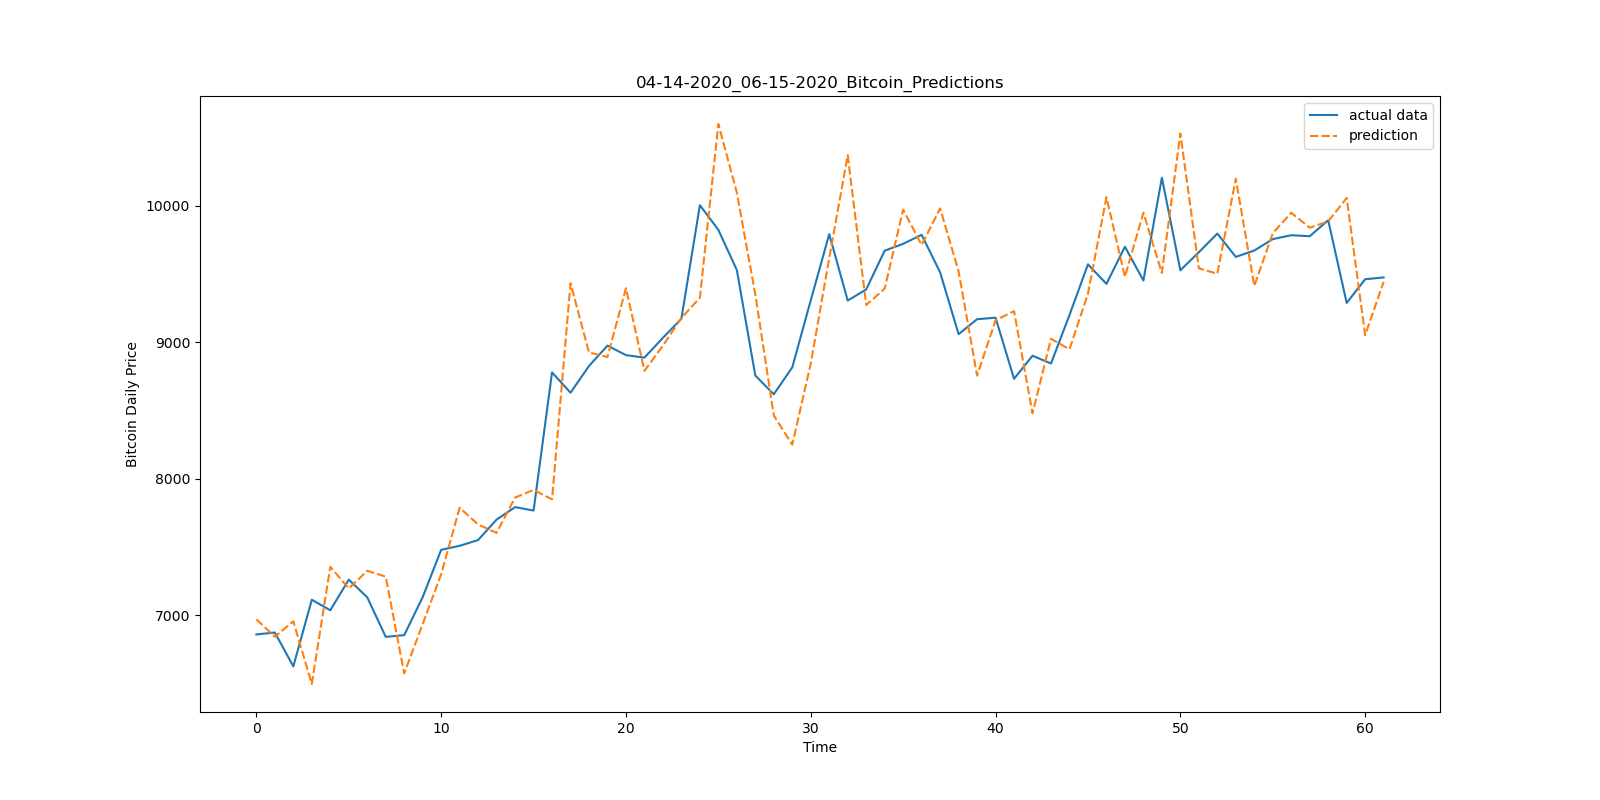 04-14-2020_06-15-2020_Bitcoin_Predictions
actual data
prediction
10000
9000
8000
7000
Bitcoin Daily Price
0 10 20 30 40 50 60
Time